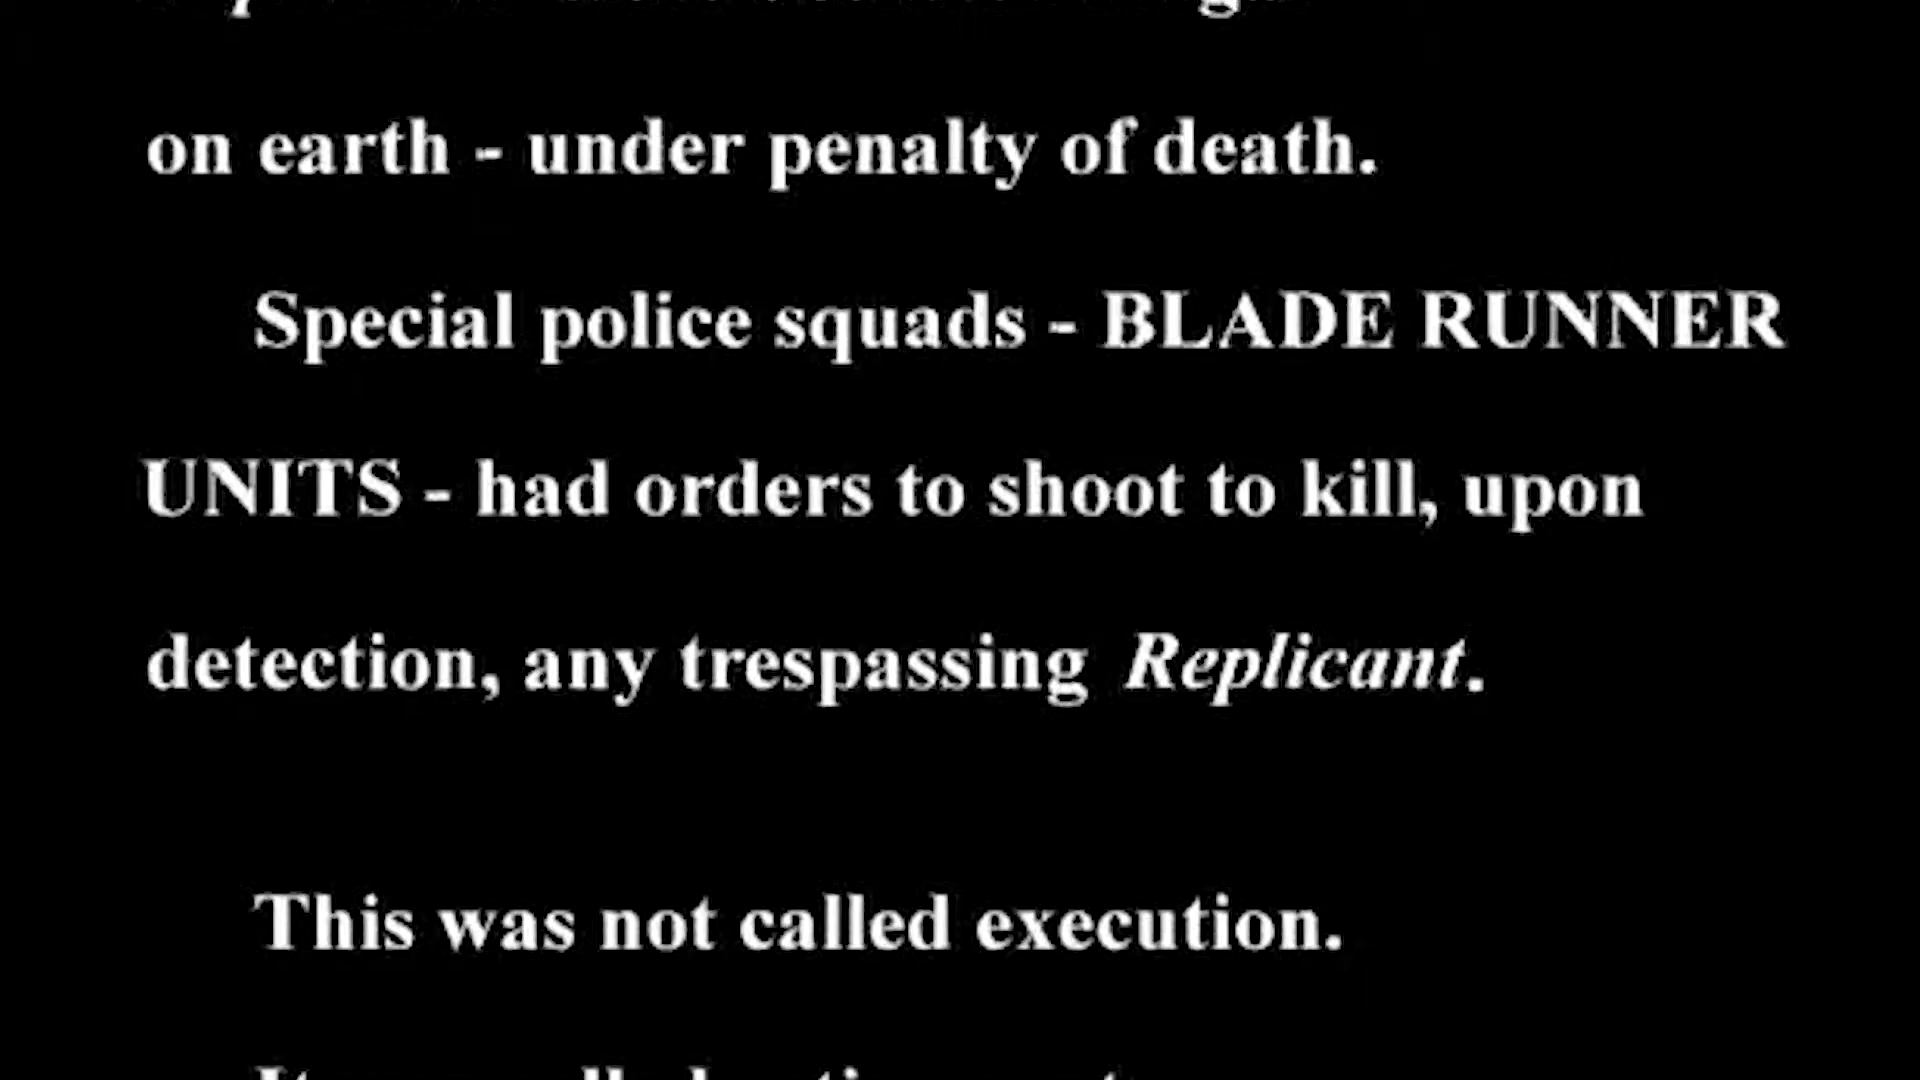 on earth - under penalty of death.
Special police squads - BLADE RUNNER
UNITS - had orders to shoot to kill, upon
detection, any trespassing Replicant.
This was not called execution.